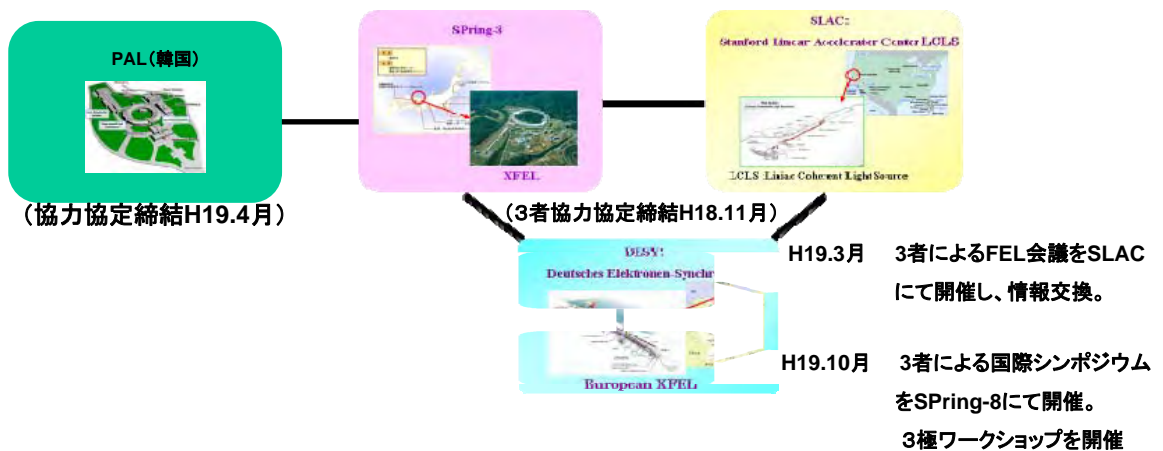 PAL(韓国)
(協力協定締結H19.4月)
SPring-3
XFEL
SLAC:
Stanford Linear Accelerator Center LCLS
LCLS :Liniac Coherent Light Source
(3者協力協定締結H18.11月)
DESY:
Deutsches Elektronen-Synchr
European XFEL
H19.3月 3者によるFEL会議をSLAC
にて開催し、情報交換。
H19.10月 3者による国際シンポジウム
をSPring-8にて開催。
3極ワークショップを開催